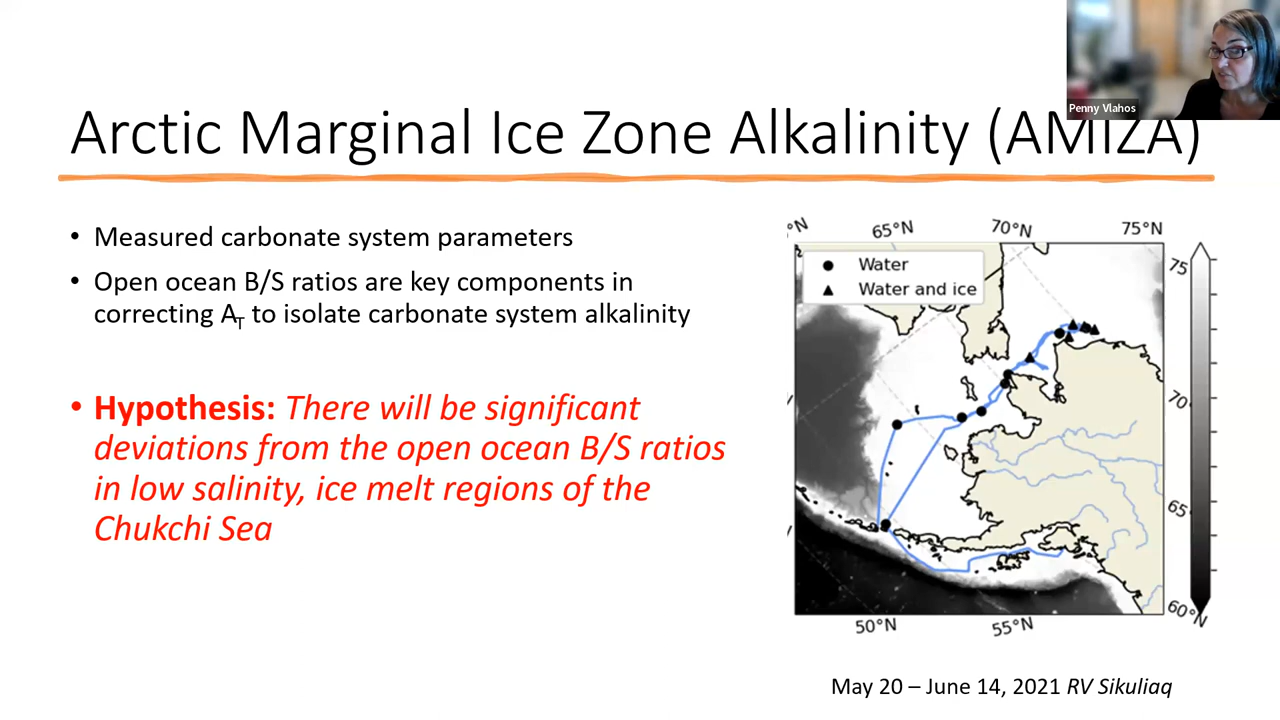 Penny Vlahos
Arctic Marginal Ice Zone Alkalinity (AMIZA)
• Measured carbonate system parameters
• Open ocean B/S ratios are key components in
correcting AT to isolate carbonate system alkalinity
• Hypothesis: There will be significant
deviations from the open ocean B/S ratios
in low salinity, ice melt regions of the
Chukchi Sea
°N 65°N 70°N 75°N
Water
Water and ice
75
70
65
60°N
50°N 55°N
May 20 – June 14, 2021 RV Sikuliaq